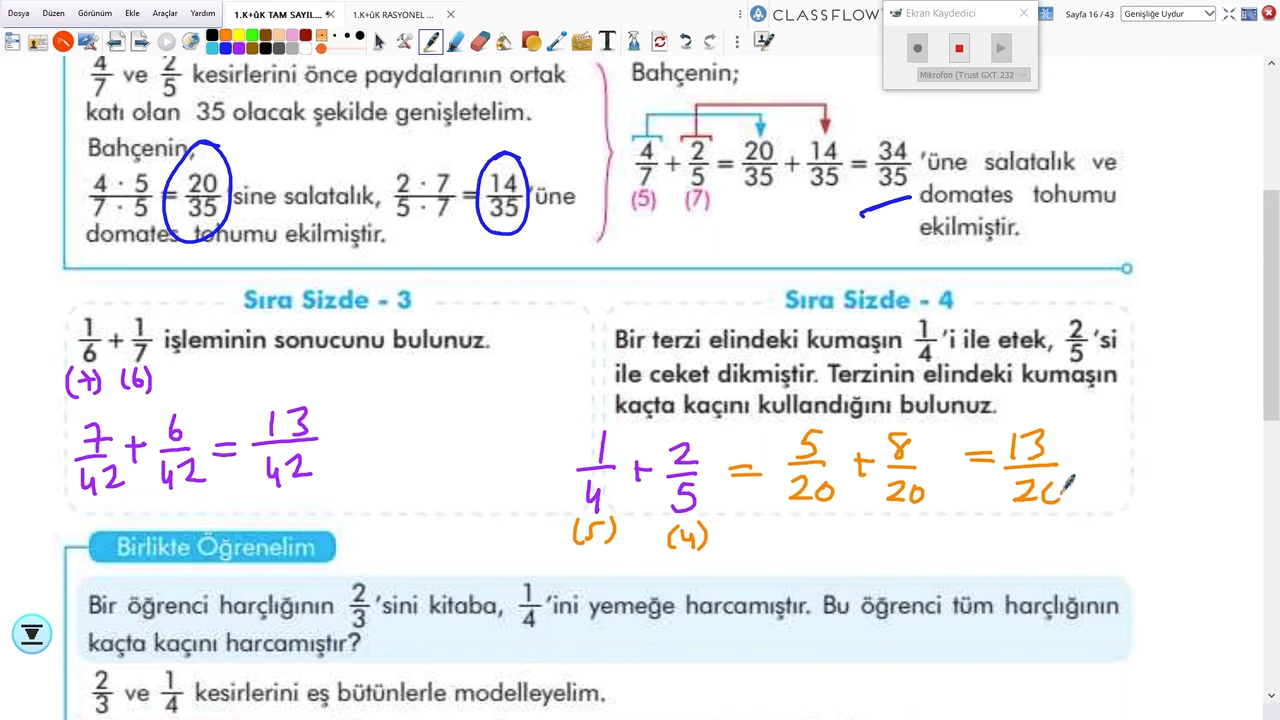 Dosya Düzen Görünüm Ekle Araçlar Yardım
1.K+ûK TAM SAYIL... 1.K+ûK RASYONEL ...
CLASSFLOW
Ekran Kaydedici
Sayfa 16 / 43
Genişliğe Uydur
Mikrofon (Trust GXT 232
4/7 ve 2/5 kesirlerini önce paydalarının ortak
katı olan 35 olacak şekilde genişletelim.
Bahçenin,
4 · 5 / 7 · 5 = 20/35 'sine salatalık, 2 · 7 / 5 · 7 = 14/35 'üne
domates tohumu ekilmiştir.
Bahçenin;
4/7 + 2/5 = 20/35 + 14/35 = 34/35 'üne salatalık ve
(5) (7)
domates tohumu
ekilmiştir.
Sıra Sizde - 3
1/6 + 1/7 işleminin sonucunu bulunuz.
(7) (6)
7/42 + 6/42 = 13/42
Sıra Sizde - 4
Bir terzi elindeki kumaşın 1/4 'i ile etek, 2/5 'si
ile ceket dikmiştir. Terzinin elindeki kumaşın
kaçta kaçını kullandığını bulunuz.
1/4 + 2/5 = 5/20 + 8/20 = 13/20
(5) (4)
Birlikte Öğrenelim
Bir öğrenci harçlığının 2/3 'sini kitaba, 1/4 'ini yemeğe harcamıştır. Bu öğrenci tüm harçlığının
kaçta kaçını harcamıştır?
2/3 ve 1/4 kesirlerini eş bütünlerle modelleyelim.